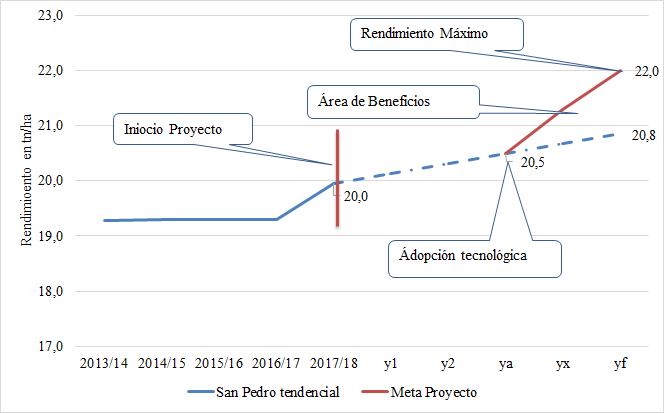 23,0
22,0
21,0
20,0
19,0
18,0
17,0
Rendimioento en tn/ha
Rendimiento Máximo
22,0
Área de Beneficios
Iniocio Proyecto
20,8
20,5
20,0
Ádopción tecnológica
2013/14 2014/15 2015/16 2016/17 2017/18 y1 y2 ya yx yf
San Pedro tendencial Meta Proyecto